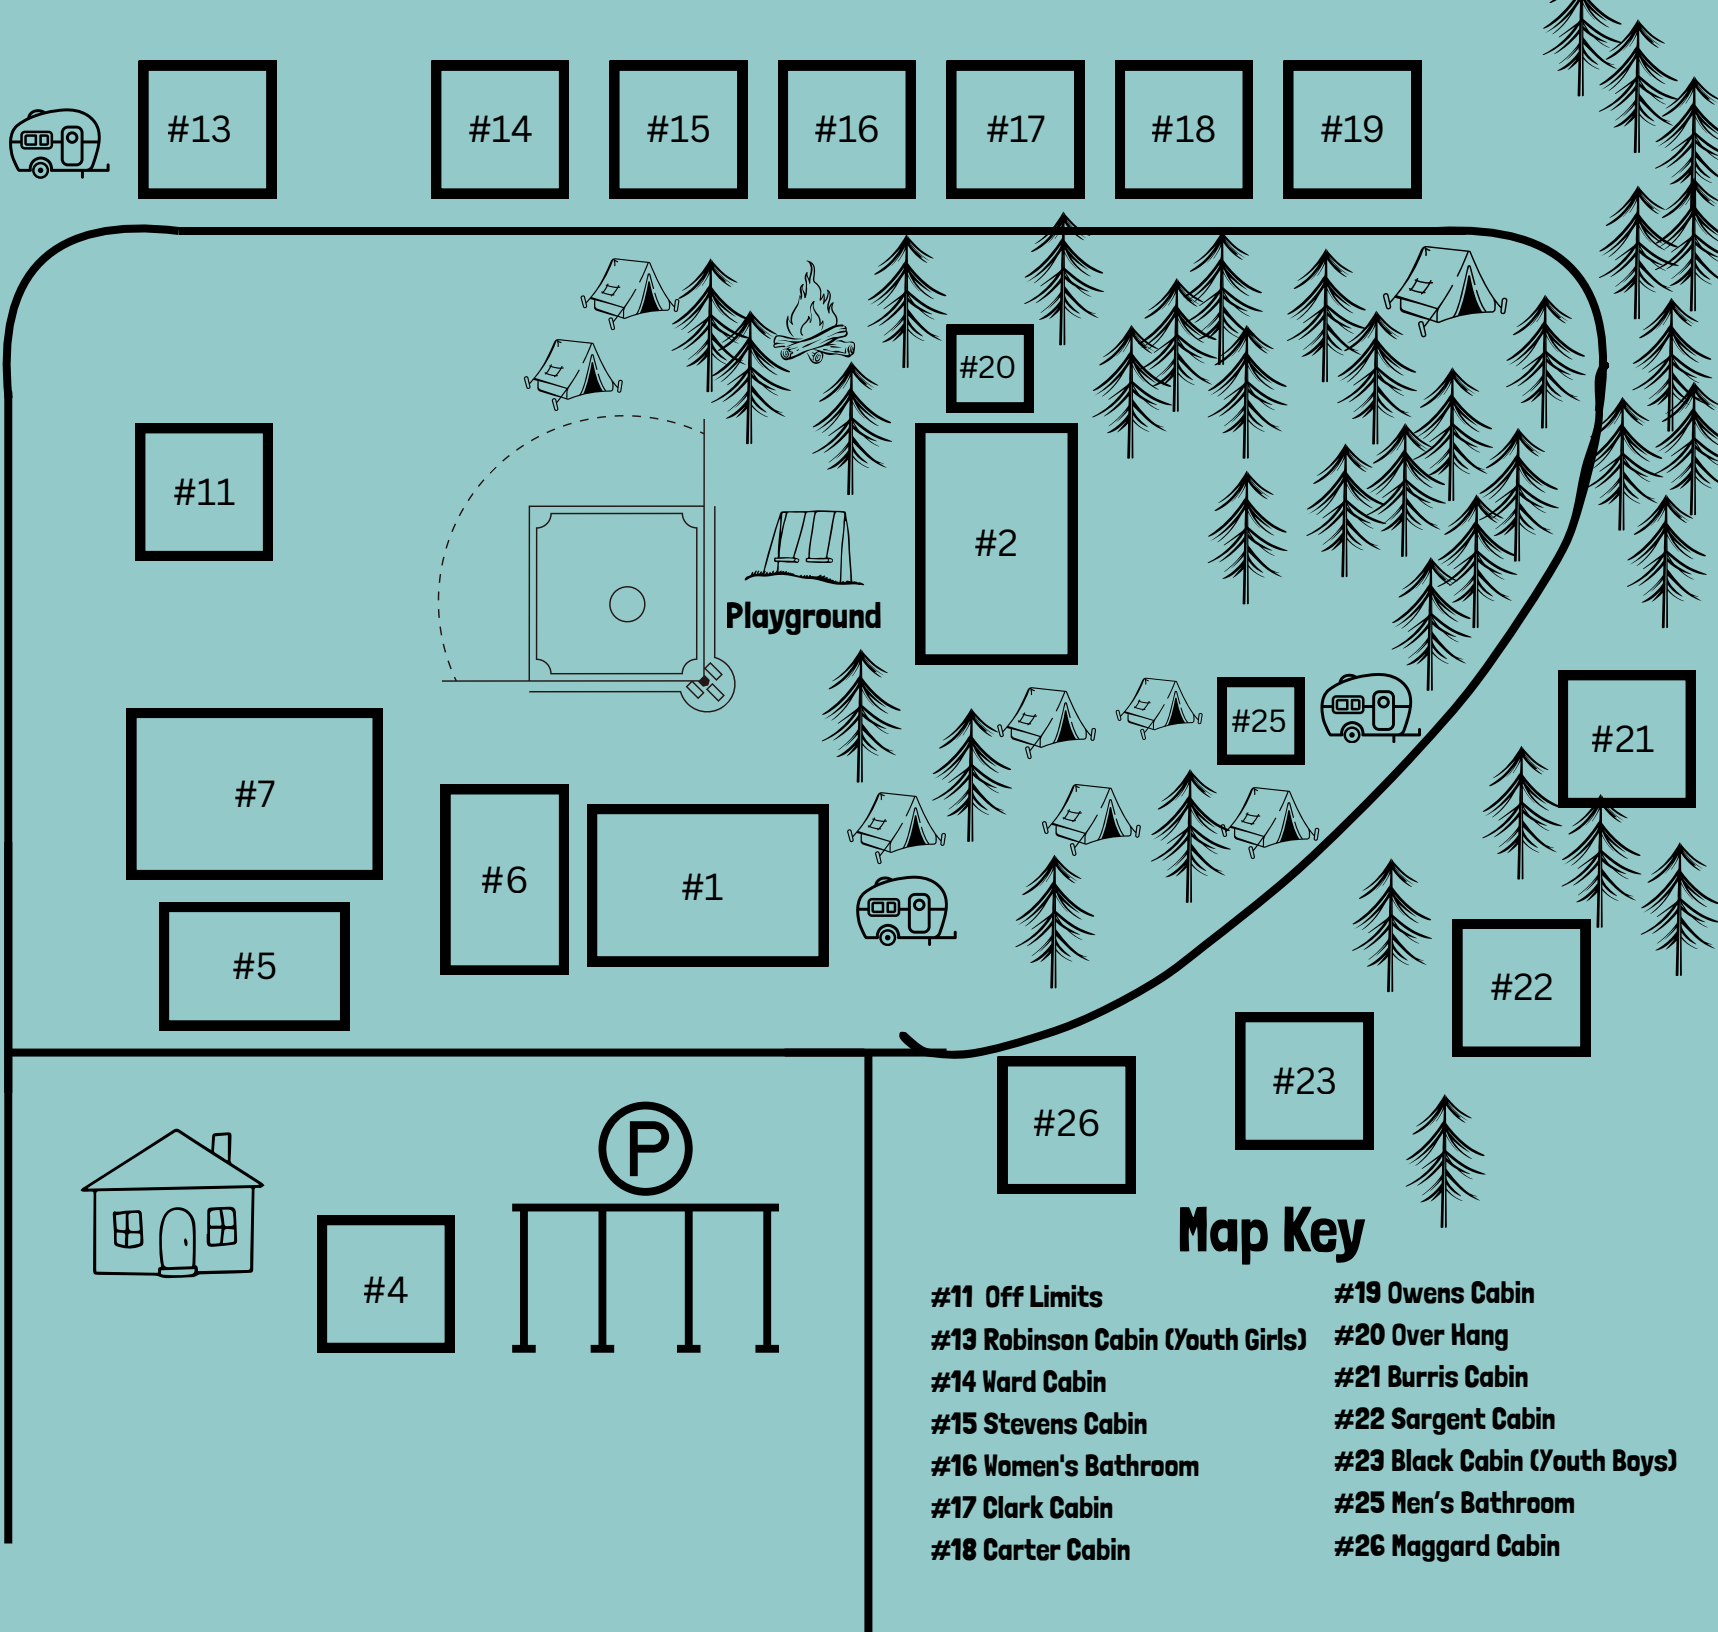 #13
#14
#15
#16
#17
#18
#19
#20
#11
#2
Playground
#25
#21
#7
#6
#1
#5
#22
#23
#26
P
#4
Map Key
#11 Off Limits
#13 Robinson Cabin (Youth Girls)
#14 Ward Cabin
#15 Stevens Cabin
#16 Women's Bathroom
#17 Clark Cabin
#18 Carter Cabin
#19 Owens Cabin
#20 Over Hang
#21 Burris Cabin
#22 Sargent Cabin
#23 Black Cabin (Youth Boys)
#25 Men’s Bathroom
#26 Maggard Cabin